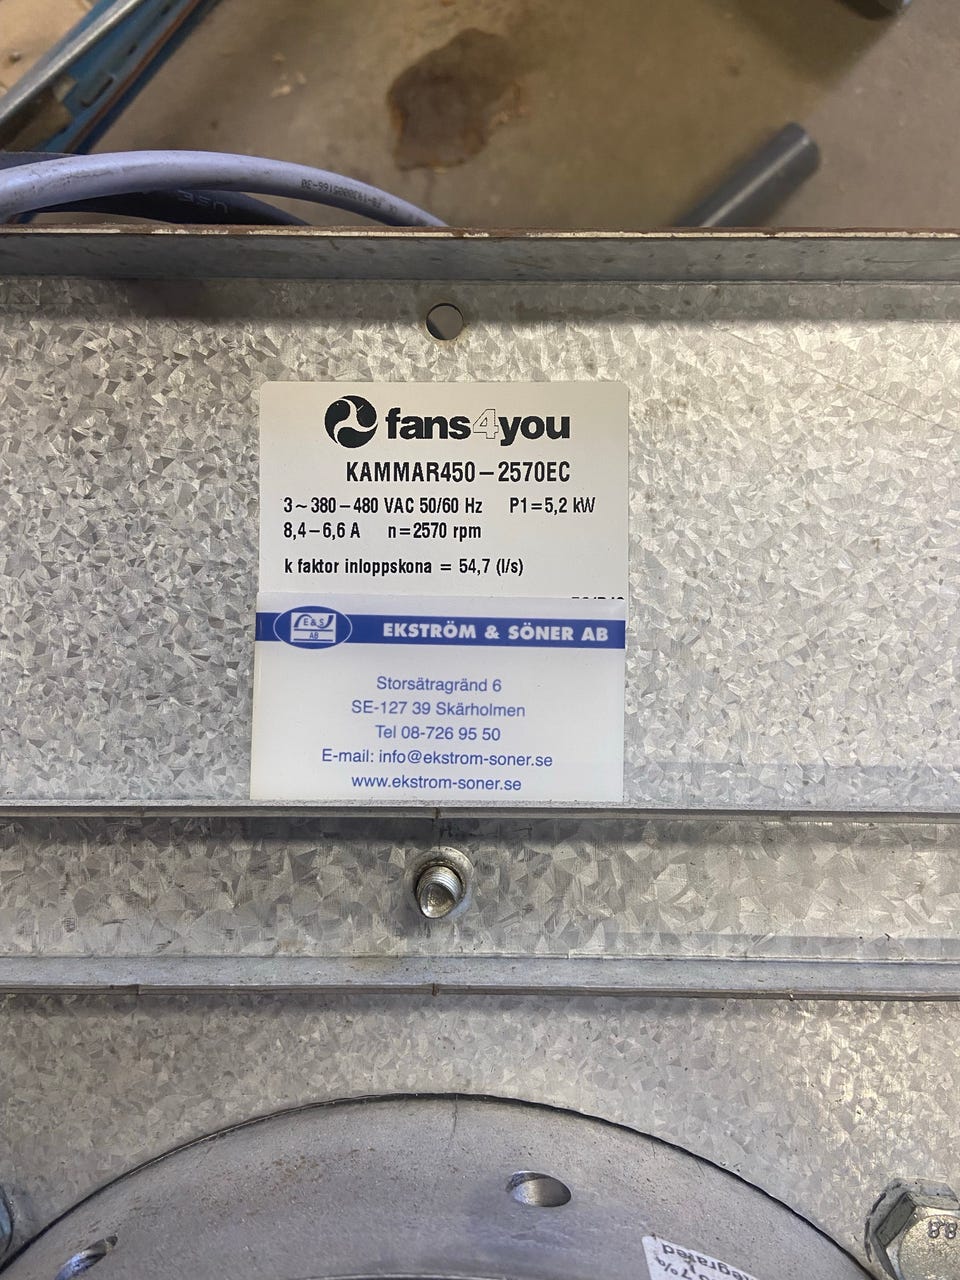 fans4you
KAMMAR450-2570EC
3~380-480 VAC 50/60 Hz P1=5,2 kW
8,4-6,6 A n=2570 rpm
k faktor inloppskona = 54,7 (l/s)
E&S
AB
EKSTRÖM & SÖNER AB
Storsätragränd 6
SE-127 39 Skärholmen
Tel 08-726 95 50
E-mail: info@ekstrom-soner.se
www.ekstrom-soner.se
8.8